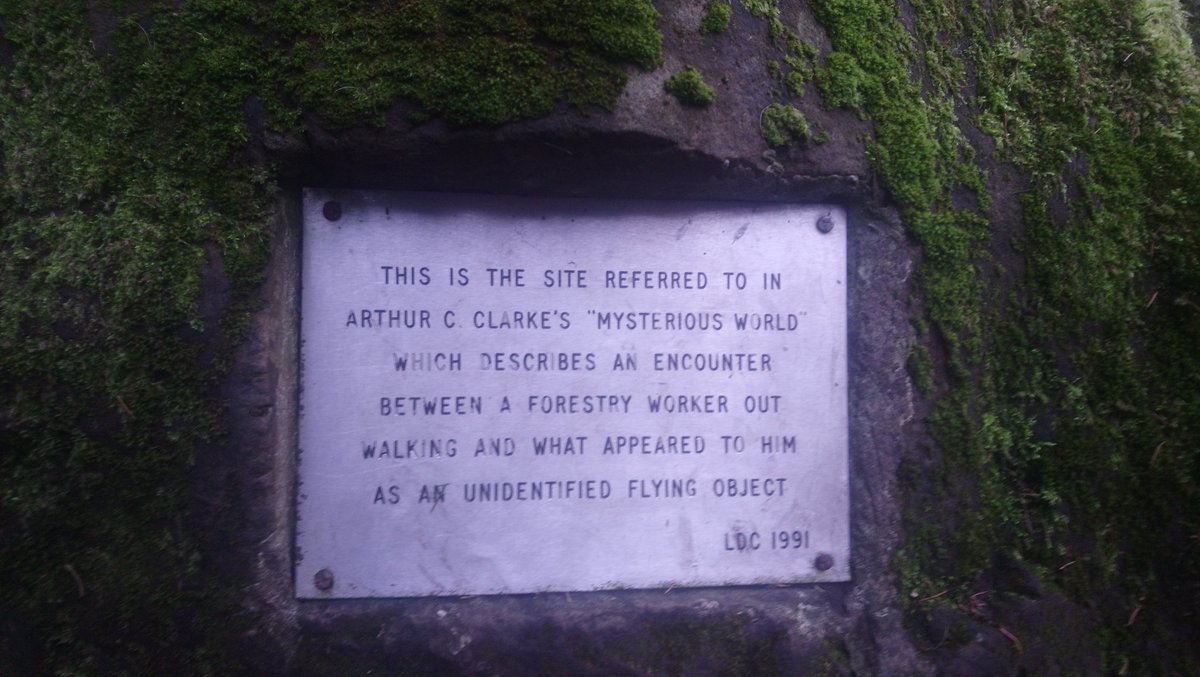 THIS IS THE SITE REFERRED TO IN
ARTHUR C. CLARKE'S "MYSTERIOUS WORLD"
WHICH DESCRIBES AN ENCOUNTER
BETWEEN A FORESTRY WORKER OUT
WALKING AND WHAT APPEARED TO HIM
AS AN UNIDENTIFIED FLYING OBJECT
LDC 1991